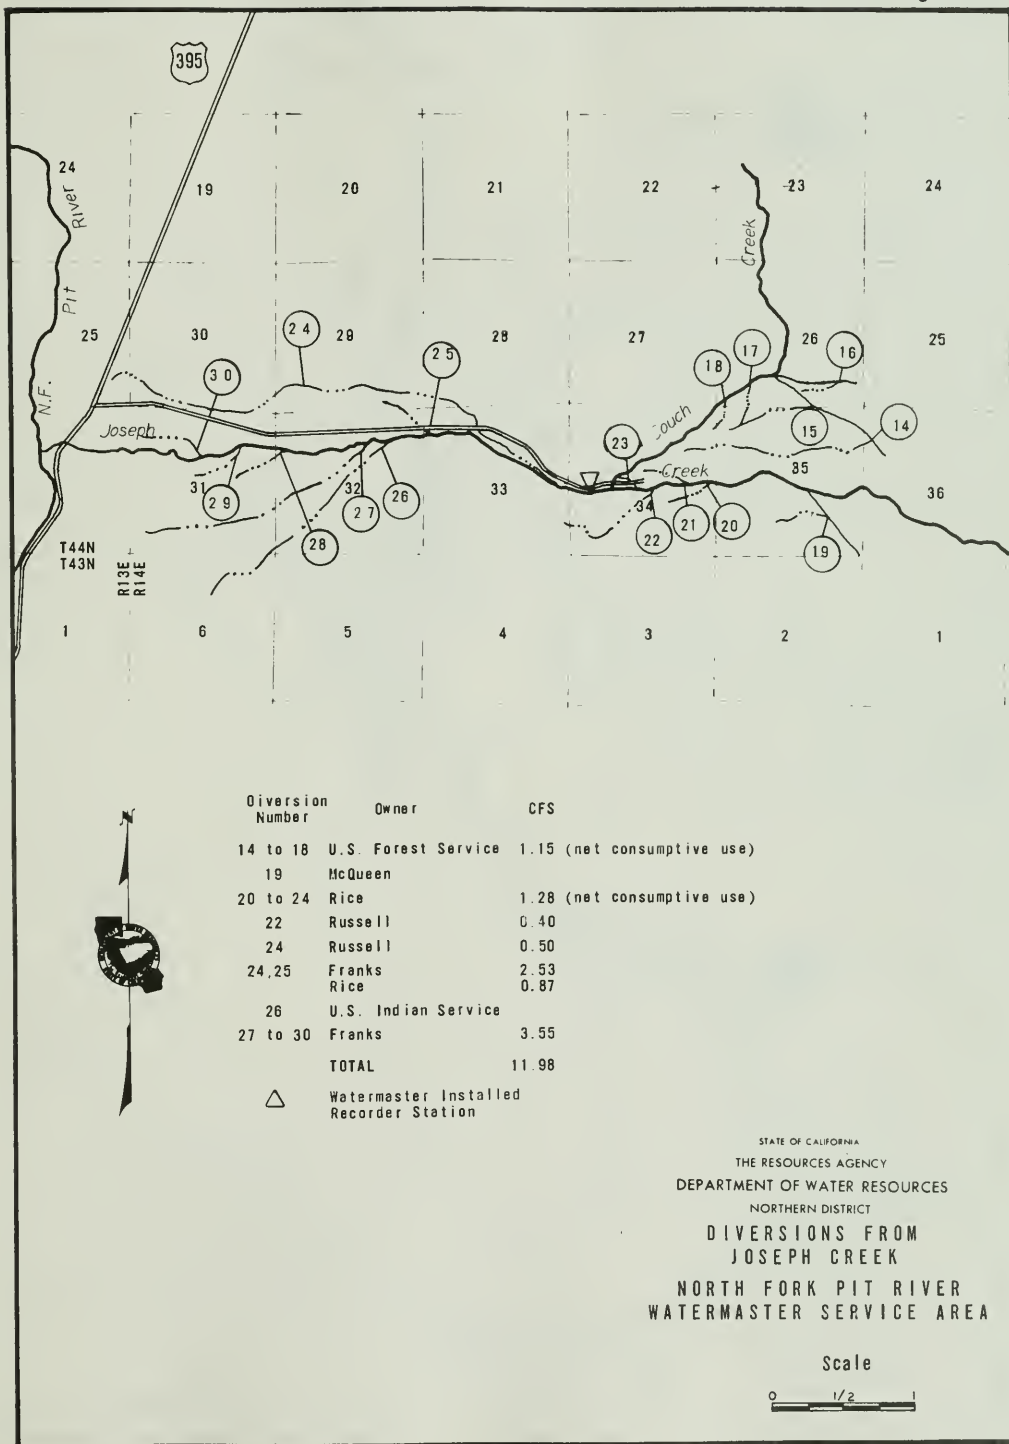 395
24
19
20
21
22
23
24
River
Pit
N.F.
Creek
25
30
29
28
27
26
25
24
25
30
18
17
16
15
14
Joseph
Creek
23
31
32
33
34
35
36
29
28
27
26
22
21
20
19
T44N
T43N
R13E
R14E
1
6
5
4
3
2
1
N
Diversion
Number
Owner
CFS
14 to 18 U.S. Forest Service 1.15 (net consumptive use)
19 McQueen
20 to 24 Rice 1.28 (net consumptive use)
22 Russell 0.40
24 Russell 0.50
24,25 Franks 2.53
Rice 0.87
26 U.S. Indian Service
27 to 30 Franks 3.55
TOTAL 11.98
Watermaster Installed
Recorder Station
STATE OF CALIFORNIA
THE RESOURCES AGENCY
DEPARTMENT OF WATER RESOURCES
NORTHERN DISTRICT
DIVERSIONS FROM
JOSEPH CREEK
NORTH FORK PIT RIVER
WATERMASTER SERVICE AREA
Scale
0 1/2 1